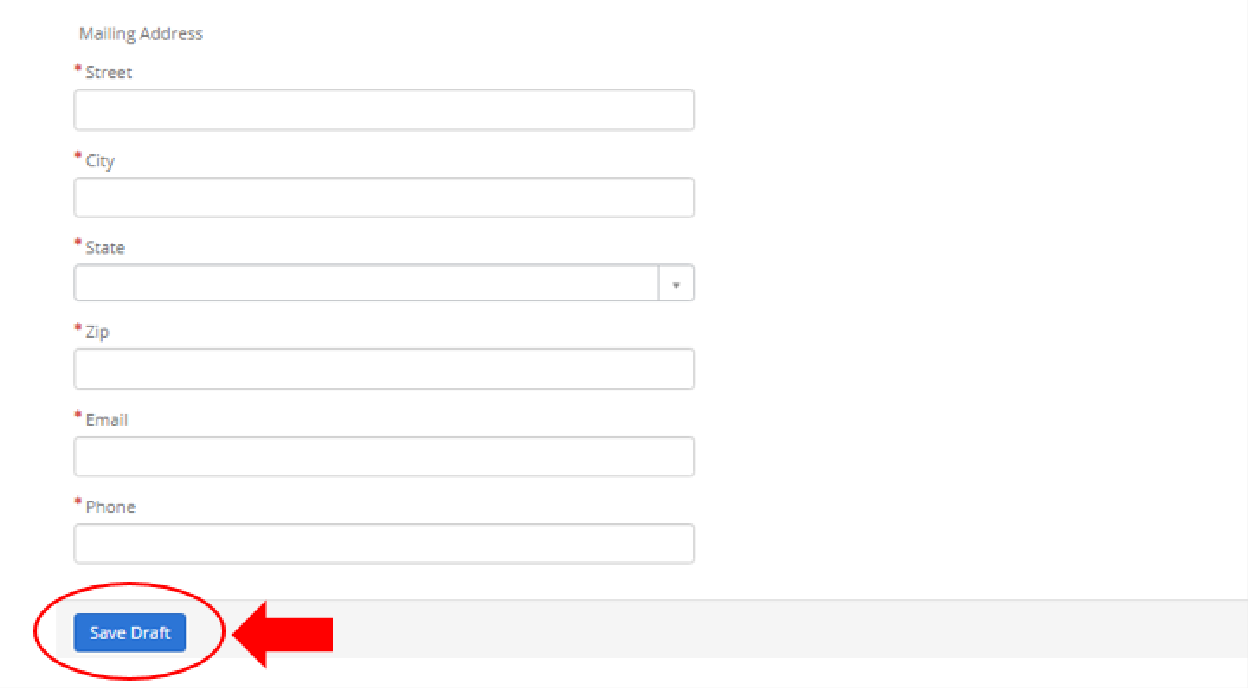 Mailing Address
* Street
* City
* State
* Zip
* Email
* Phone
Save Draft